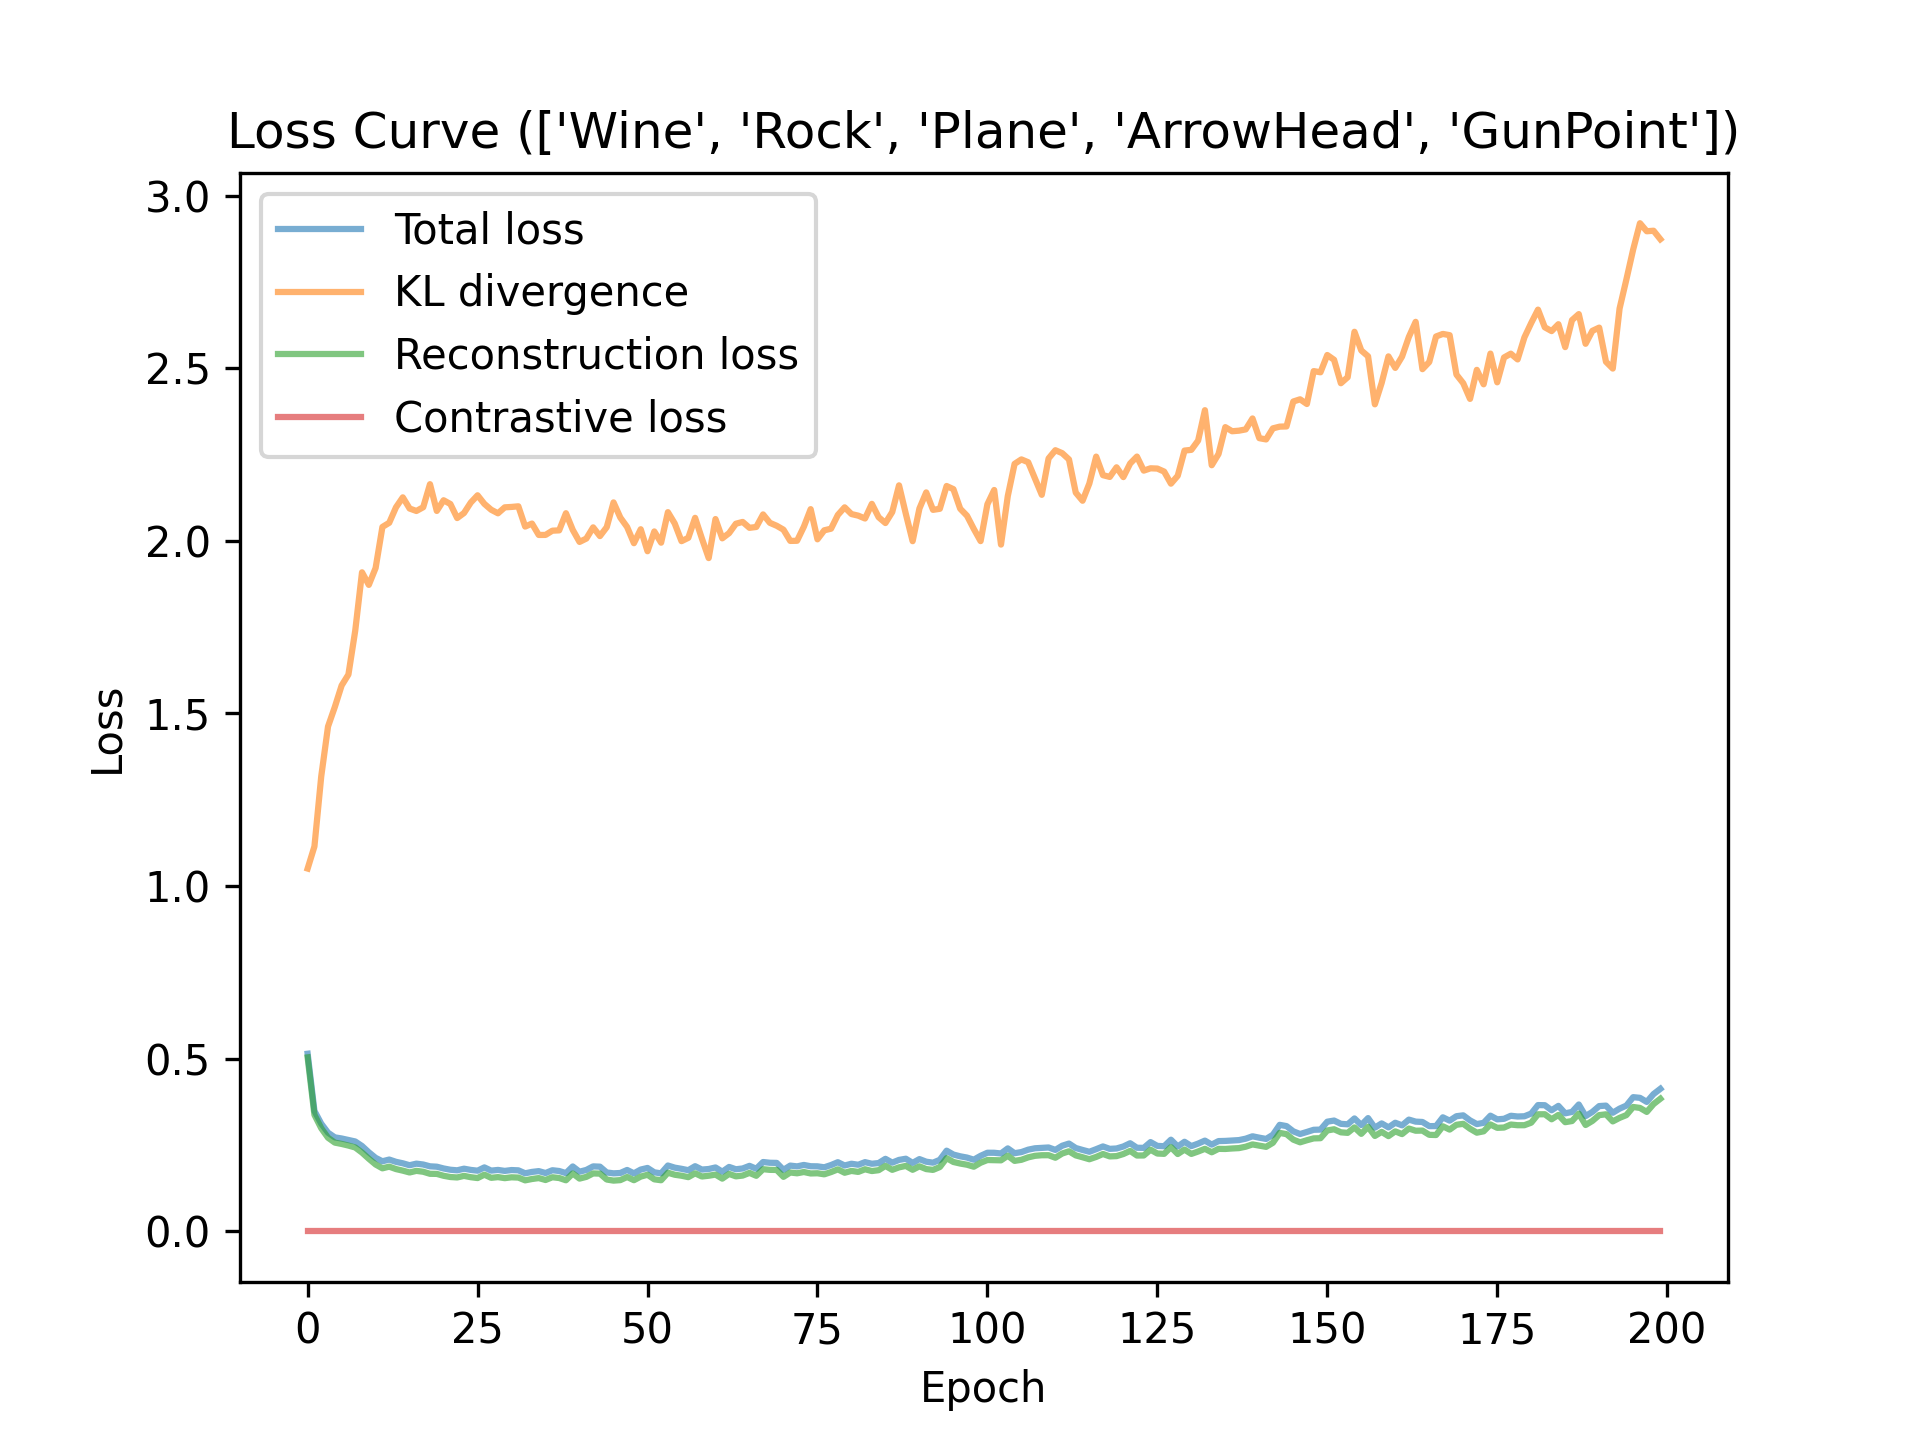 Loss Curve (['Wine', 'Rock', 'Plane', 'ArrowHead', 'GunPoint'])
Total loss
KL divergence
Reconstruction loss
Contrastive loss
3.0
2.5
2.0
1.5
1.0
0.5
0.0
Loss
0 25 50 75 100 125 150 175 200
Epoch